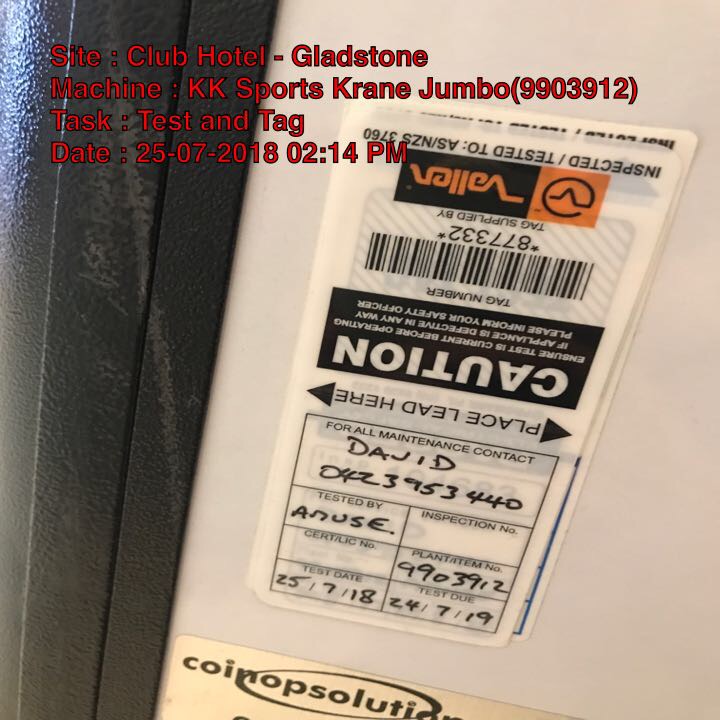 Site : Club Hotel - Gladstone
Machine : KK Sports Krane Jumbo(9903912)
Task : Test and Tag
Date : 25-07-2018 02:14 PM
INSPECTED / TESTED TO: AS/NZS 3760
Vallen
TAG SUPPLIED BY
*877332*
TAG NUMBER
CAUTION
ENSURE TEST IS CURRENT BEFORE OPERATING
IF APPLIANCE IS DEFECTIVE IN ANY WAY
PLEASE INFORM YOUR SAFETY OFFICER
PLACE LEAD HERE
FOR ALL MAINTENANCE CONTACT
DAVID
0423953440
TESTED BY
AMUSE.
INSPECTION No.
CERT/LIC No.
PLANT/ITEM No.
9903912
TEST DATE
25/7/18
TEST DUE
24/7/19
coinopsolution